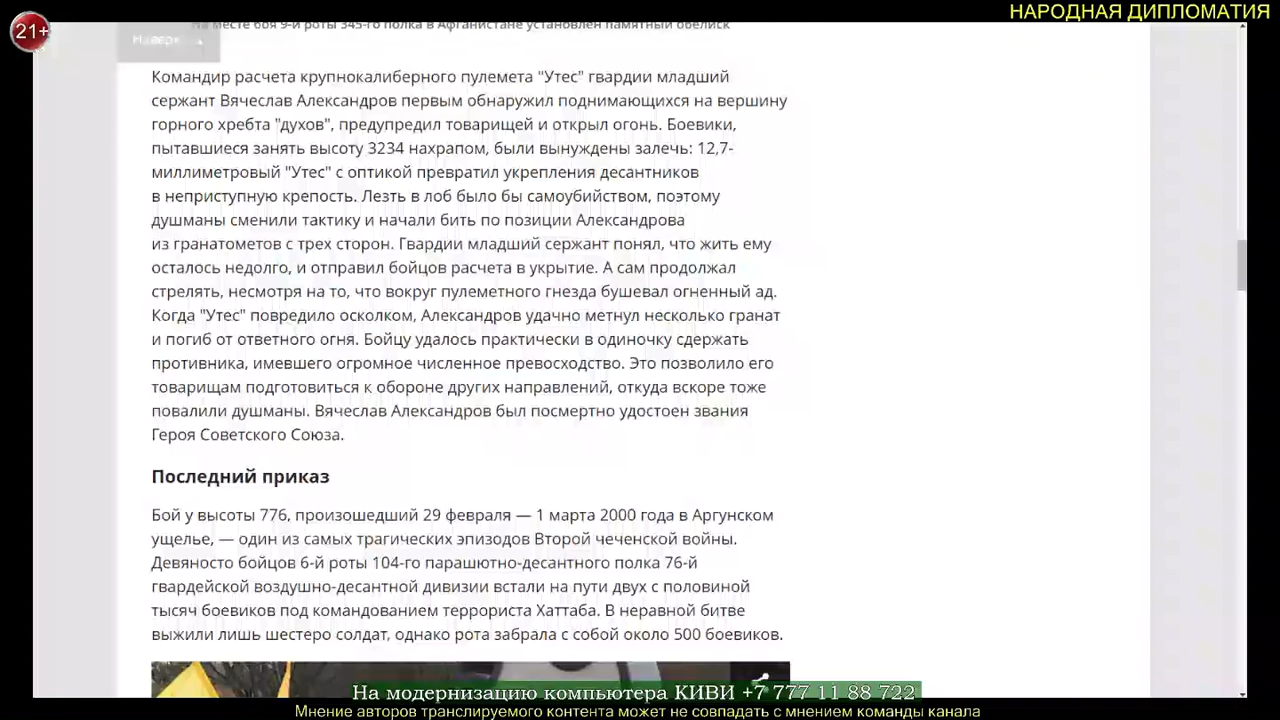 21+
НАРОДНАЯ ДИПЛОМАТИЯ
На месте боя 9-й роты 345-го полка в Афганистане установлен памятный обелиск
Наверх
Командир расчета крупнокалиберного пулемета "Утес" гвардии младший
сержант Вячеслав Александров первым обнаружил поднимающихся на вершину
горного хребта "духов", предупредил товарищей и открыл огонь. Боевики,
пытавшиеся занять высоту 3234 нахрапом, были вынуждены залечь: 12,7-
миллиметровый "Утес" с оптикой превратил укрепления десантников
в неприступную крепость. Лезть в лоб было бы самоубийством, поэтому
душманы сменили тактику и начали бить по позиции Александрова
из гранатометов с трех сторон. Гвардии младший сержант понял, что жить ему
осталось недолго, и отправил бойцов расчета в укрытие. А сам продолжал
стрелять, несмотря на то, что вокруг пулеметного гнезда бушевал огненный ад.
Когда "Утес" повредило осколком, Александров удачно метнул несколько гранат
и погиб от ответного огня. Бойцу удалось практически в одиночку сдержать
противника, имевшего огромное численное превосходство. Это позволило его
товарищам подготовиться к обороне других направлений, откуда вскоре тоже
повалили душманы. Вячеслав Александров был посмертно удостоен звания
Героя Советского Союза.
Последний приказ
Бой у высоты 776, произошедший 29 февраля — 1 марта 2000 года в Аргунском
ущелье, — один из самых трагических эпизодов Второй чеченской войны.
Девяносто бойцов 6-й роты 104-го парашютно-десантного полка 76-й
гвардейской воздушно-десантной дивизии встали на пути двух с половиной
тысяч боевиков под командованием террориста Хаттаба. В неравной битве
выжили лишь шестеро солдат, однако рота забрала с собой около 500 боевиков.
На модернизацию компьютера КИВИ +7 777 11 88 722
Мнение авторов транслируемого контента может не совпадать с мнением команды канала